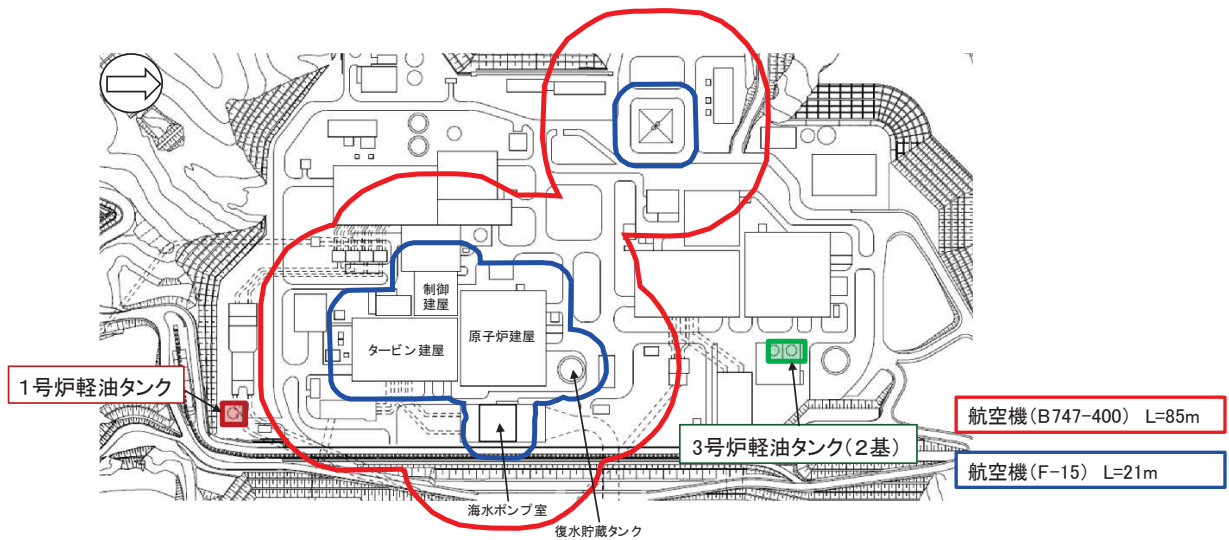 制御
建屋
原子炉建屋
タービン建屋
1号炉軽油タンク
3号炉軽油タンク(2基)
航空機(B747-400) L=85m
航空機(F-15) L=21m
海水ポンプ室
復水貯蔵タンク